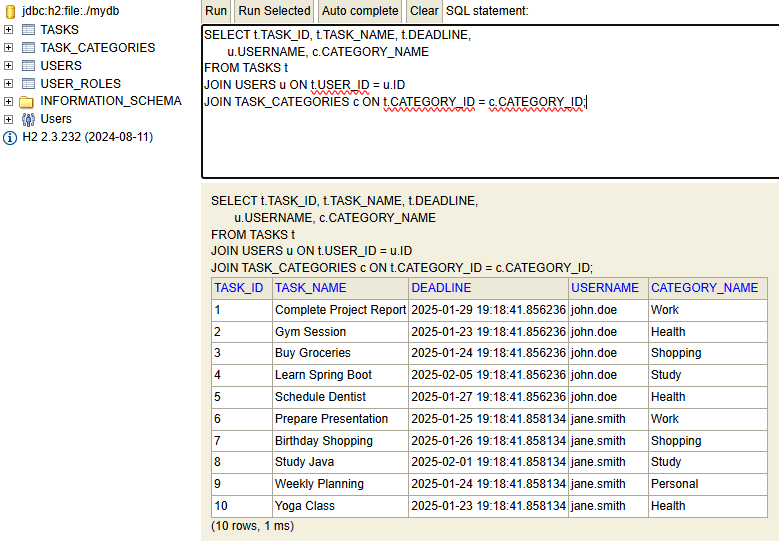 jdbc:h2:file:./mydb
TASKS
TASK_CATEGORIES
USERS
USER_ROLES
INFORMATION_SCHEMA
Users
H2 2.3.232 (2024-08-11)
Run Run Selected Auto complete Clear SQL statement:
SELECT t.TASK_ID, t.TASK_NAME, t.DEADLINE,
u.USERNAME, c.CATEGORY_NAME
FROM TASKS t
JOIN USERS u ON t.USER_ID = u.ID
JOIN TASK_CATEGORIES c ON t.CATEGORY_ID = c.CATEGORY_ID;
SELECT t.TASK_ID, t.TASK_NAME, t.DEADLINE,
u.USERNAME, c.CATEGORY_NAME
FROM TASKS t
JOIN USERS u ON t.USER_ID = u.ID
JOIN TASK_CATEGORIES c ON t.CATEGORY_ID = c.CATEGORY_ID;
TASK_ID TASK_NAME DEADLINE USERNAME CATEGORY_NAME
1 Complete Project Report 2025-01-29 19:18:41.856236 john.doe Work
2 Gym Session 2025-01-23 19:18:41.856236 john.doe Health
3 Buy Groceries 2025-01-24 19:18:41.856236 john.doe Shopping
4 Learn Spring Boot 2025-02-05 19:18:41.856236 john.doe Study
5 Schedule Dentist 2025-01-27 19:18:41.856236 john.doe Health
6 Prepare Presentation 2025-01-25 19:18:41.858134 jane.smith Work
7 Birthday Shopping 2025-01-26 19:18:41.858134 jane.smith Shopping
8 Study Java 2025-02-01 19:18:41.858134 jane.smith Study
9 Weekly Planning 2025-01-24 19:18:41.858134 jane.smith Personal
10 Yoga Class 2025-01-23 19:18:41.858134 jane.smith Health
(10 rows, 1 ms)